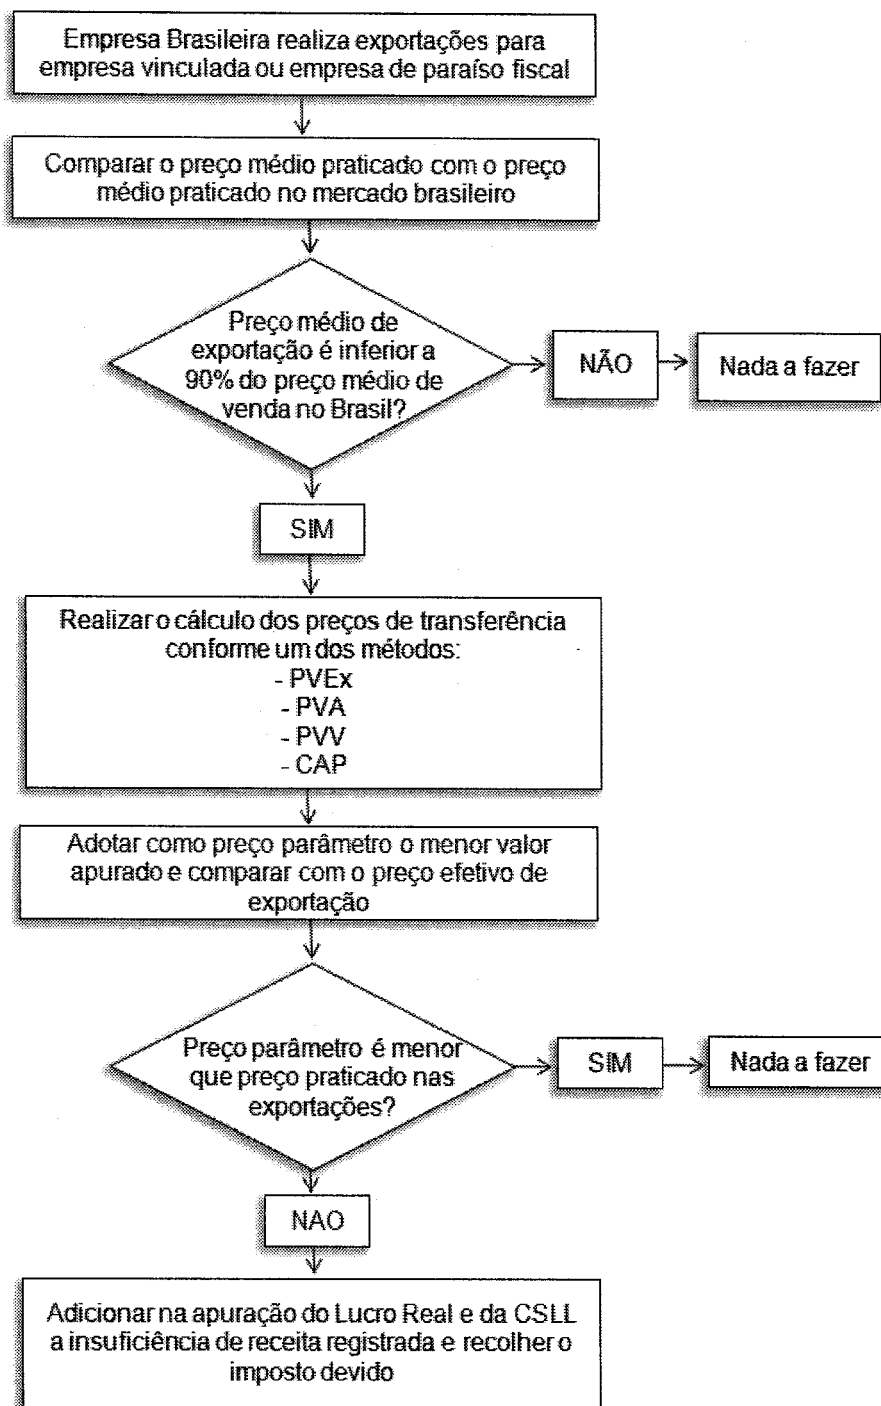 Empresa Brasileira realiza exportações para
empresa vinculada ou empresa de paraíso fiscal
Comparar o preço médio praticado com o preço
médio praticado no mercado brasileiro
Preço médio de
exportação é inferior a
90% do preço médio de
venda no Brasil?
NÃO
Nada a fazer
SIM
Realizar o cálculo dos preços de transferência
conforme um dos métodos:
- PVEx
- PVA
- PVV
- CAP
Adotar como preço parâmetro o menor valor
apurado e comparar com o preço efetivo de
exportação
Preço parâmetro é menor
que preço praticado nas
exportações?
SIM
Nada a fazer
NAO
Adicionar na apuração do Lucro Real e da CSLL
a insuficiência de receita registrada e recolher o
imposto devido